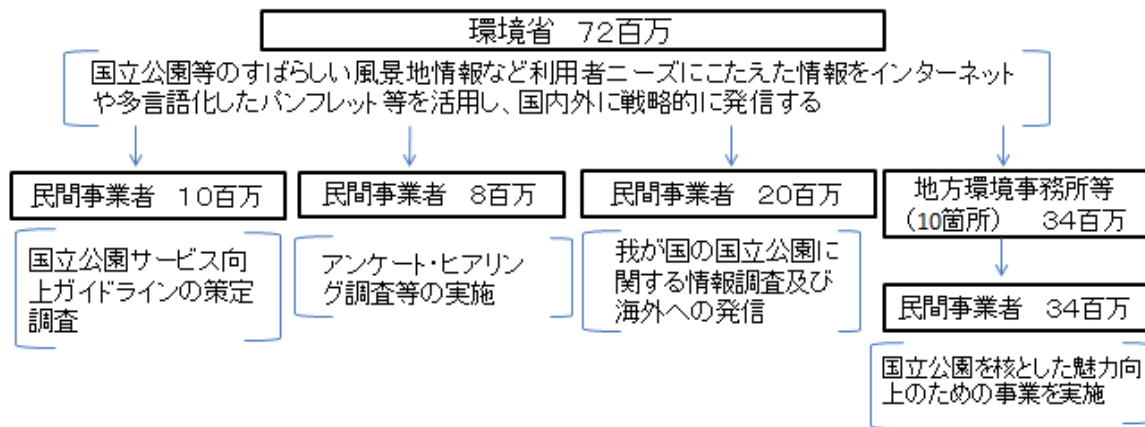 環境省　72百万
国立公園等のすばらしい風景地情報など利用者ニーズにこたえた情報をインターネット
や多言語化したパンフレット等を活用し、国内外に戦略的に発信する
民間事業者　10百万
国立公園サービス向
上ガイドラインの策定
調査
民間事業者　8百万
アンケート・ヒアリン
グ調査等の実施
民間事業者　20百万
我が国の国立公園に
関する情報調査及び
海外への発信
地方環境事務所等
（10箇所）　34百万
民間事業者　34百万
国立公園を核とした魅力向
上のための事業を実施